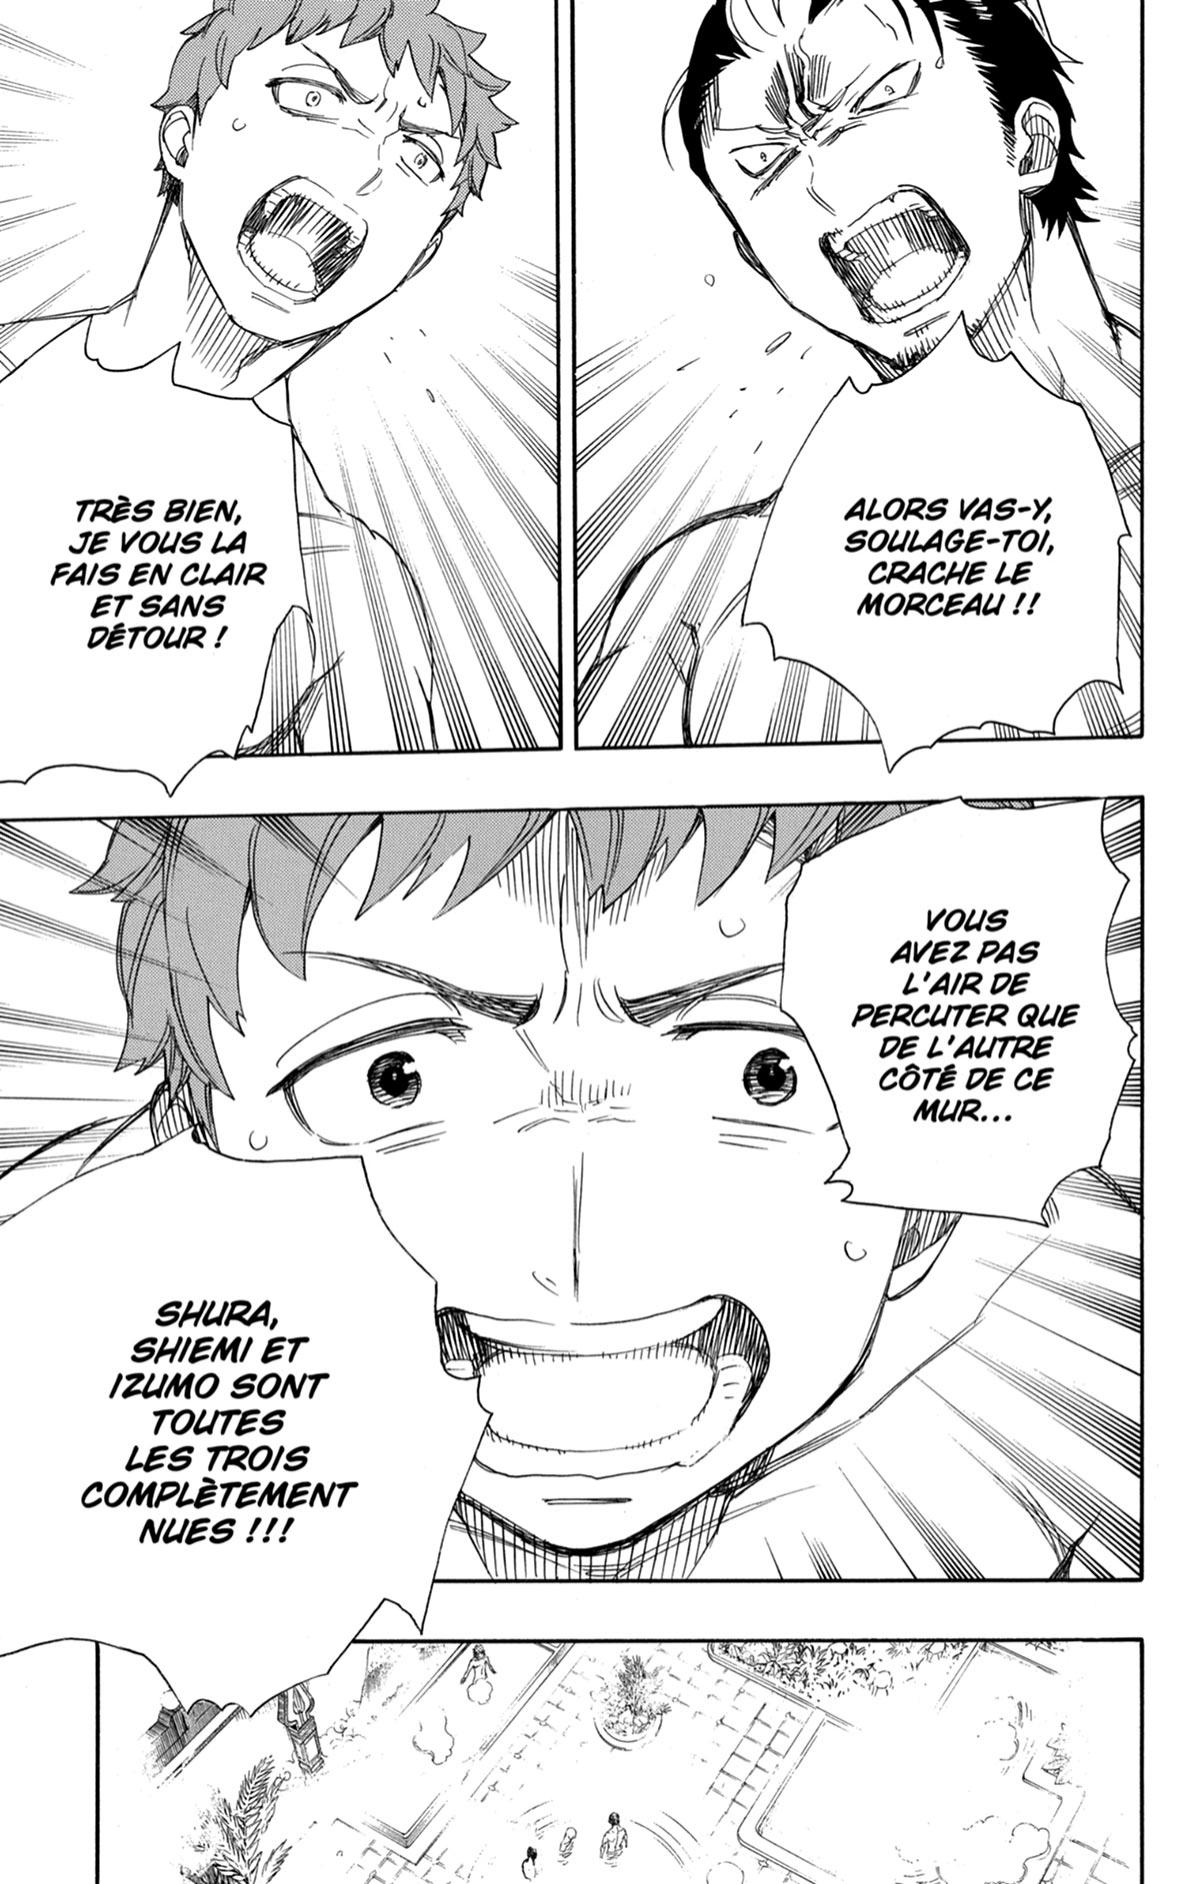 ALORS VAS-Y,
SOULAGE-TOI,
CRACHE LE
MORCEAU !!
TRÈS BIEN,
JE VOUS LA
FAIS EN CLAIR
ET SANS
DÉTOUR !
VOUS
AVEZ PAS
L'AIR DE
PERCUTER QUE
DE L'AUTRE
CÔTÉ DE CE
MUR...
SHURA,
SHIEMI ET
IZUMO SONT
TOUTES
LES TROIS
COMPLÈTEMENT
NUES !!!